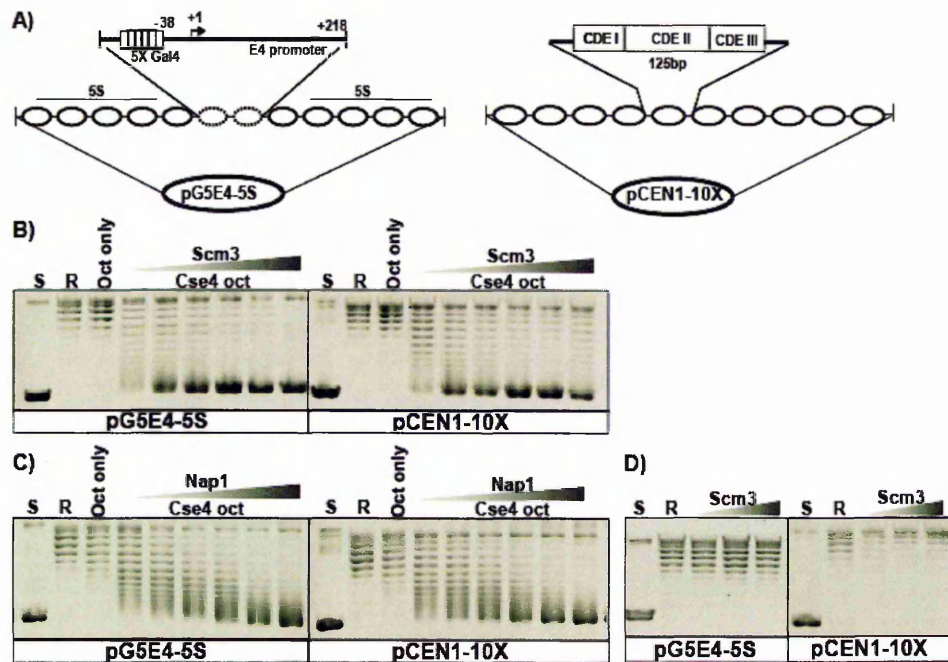 A)
-38 +1 +218
5X Gal4 E4 promoter
CDE I CDE II CDE III
125bp
5S 5S
pG5E4-5S pCEN1-10X
B)
S R Oct only Scm3 S R Oct only Scm3
Cse4 oct Cse4 oct
pG5E4-5S pCEN1-10X
C) D)
S R Oct only Nap1 S R Oct only Nap1
Cse4 oct Cse4 oct
S R Scm3 S R Scm3
pG5E4-5S pCEN1-10X
pG5E4-5S pCEN1-10X